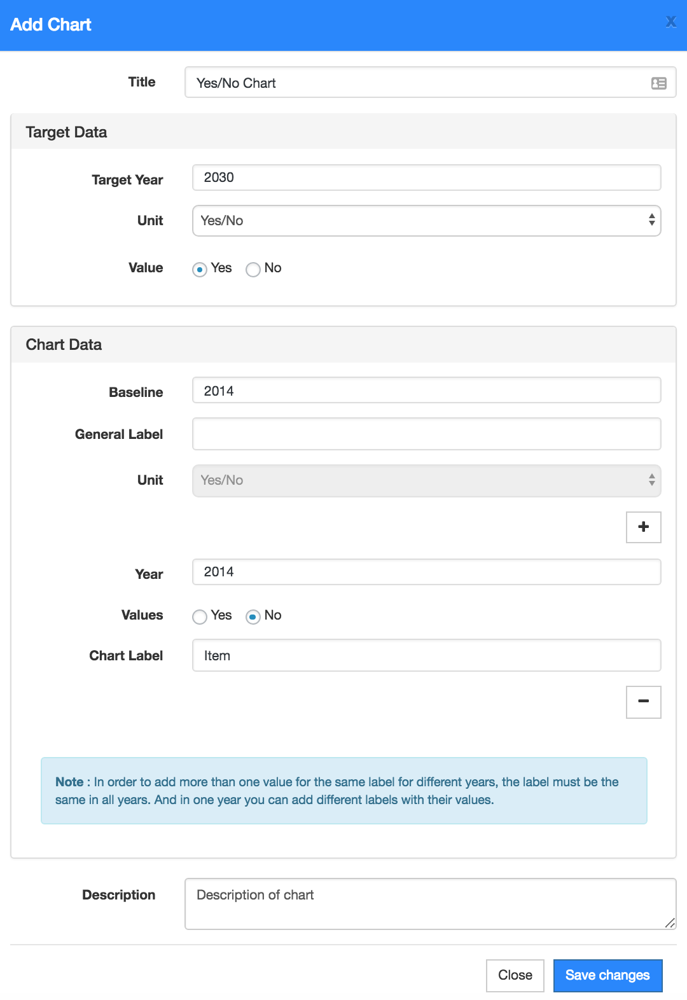 Add Chart
X
Title
Yes/No Chart
Target Data
Target Year
2030
Unit
Yes/No
Value
Yes
No
Chart Data
Baseline
2014
General Label
Unit
Yes/No
Year
2014
Values
Yes
No
Chart Label
Item
Note : In order to add more than one value for the same label for different years, the label must be the
same in all years. And in one year you can add different labels with their values.
Description
Description of chart
Close
Save changes